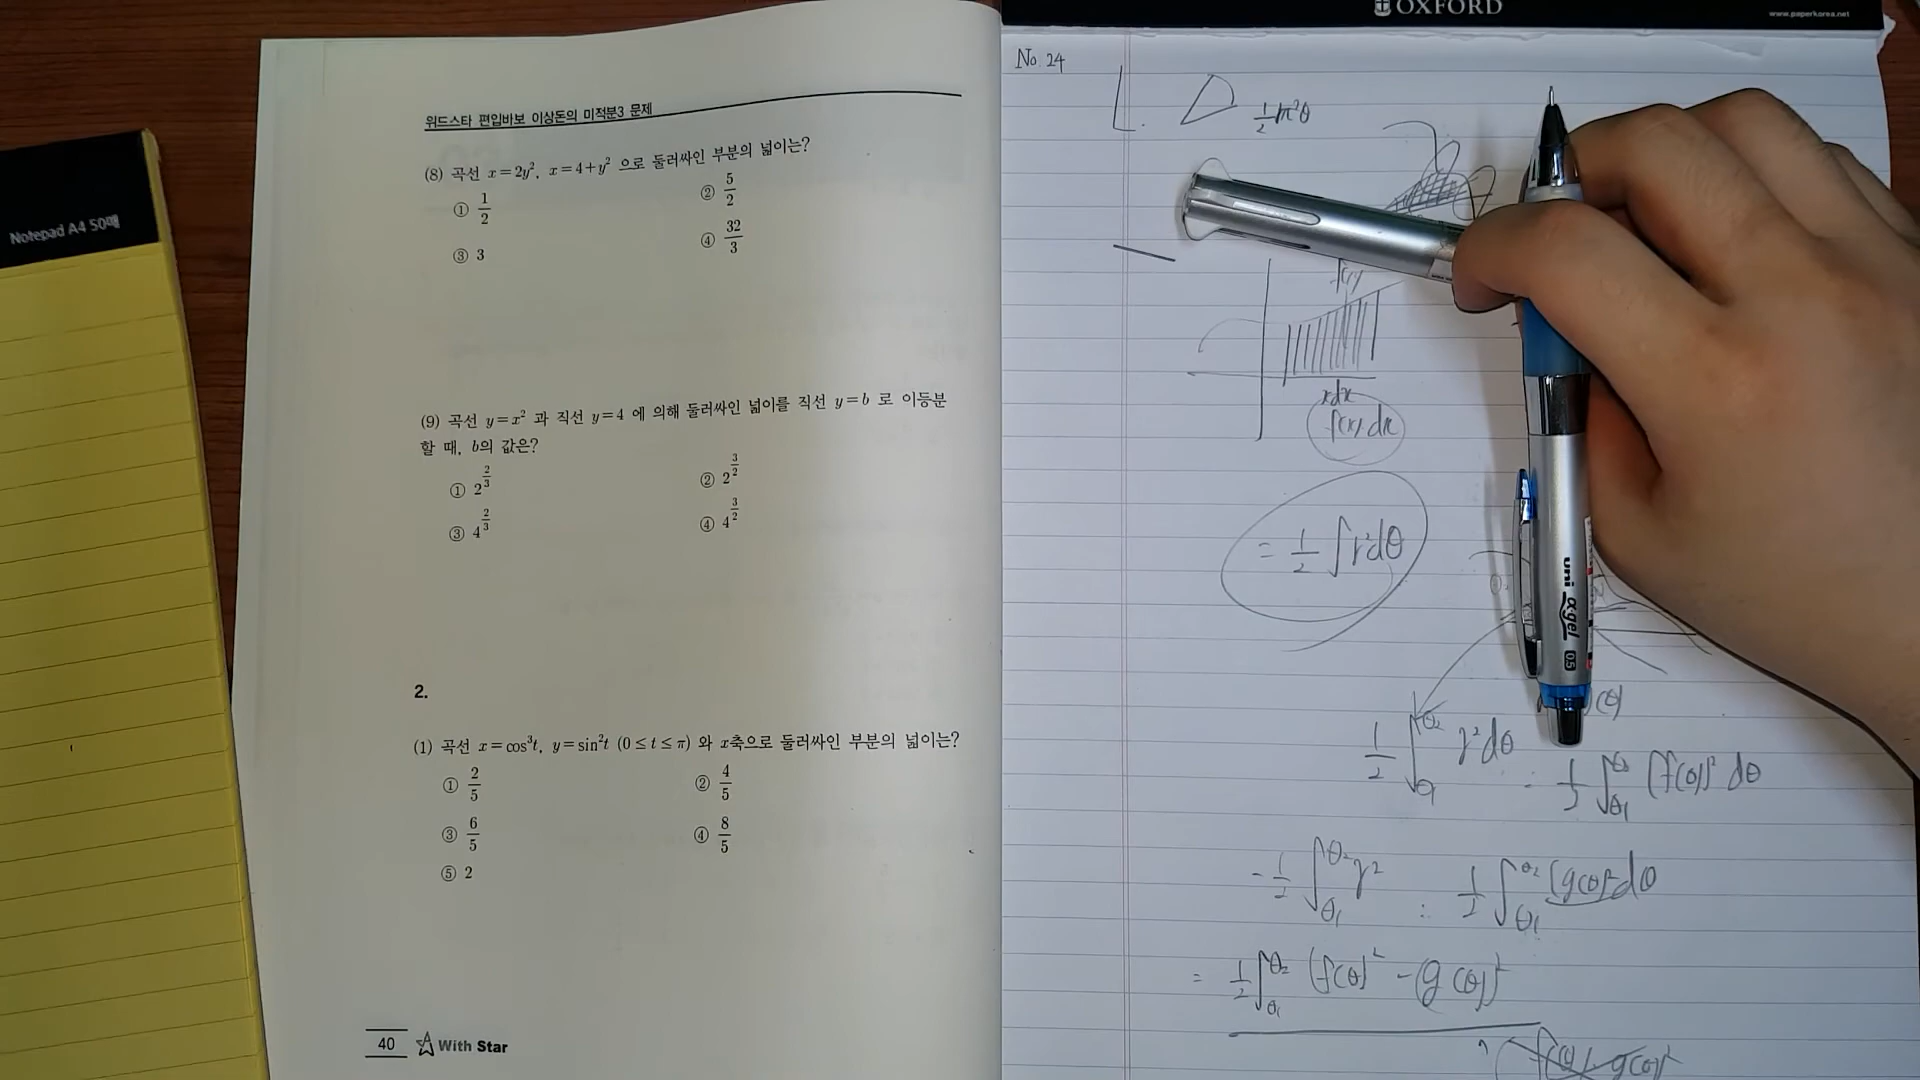 OXFORD
www.paperkorea.net
Notepad A4 50매
위드스타 편입바보 이상돈의 미적분3 문제
(8) 곡선 x=2y², x=4+y² 으로 둘러싸인 부분의 넓이는?
① 1/2 ② 5/2
③ 3 ④ 32/3
(9) 곡선 y=x² 과 직선 y=4 에 의해 둘러싸인 넓이를 직선 y=b 로 이등분
할 때, b의 값은?
① 2^(2/3) ② 2^(3/2)
③ 4^(2/3) ④ 4^(3/2)
2.
(1) 곡선 x=cos³t, y=sin²t (0≤t≤π) 와 x축으로 둘러싸인 부분의 넓이는?
① 2/5 ② 4/5
③ 6/5 ④ 8/5
⑤ 2
40 With Star
No. 24
f(x)
f(x) dx
= 1/2 ∫ r²dθ
uni αgel 0.5
1/2 ∫ r²dθ
1/2 ∫θ₁ (f(θ))² dθ
1/2 ∫θ₁^θ₂ r²
1/2 ∫θ₁^θ₂ (g(θ))² dθ
= 1/2 ∫θ₁^θ₂ (f(θ))² - (g(θ))²